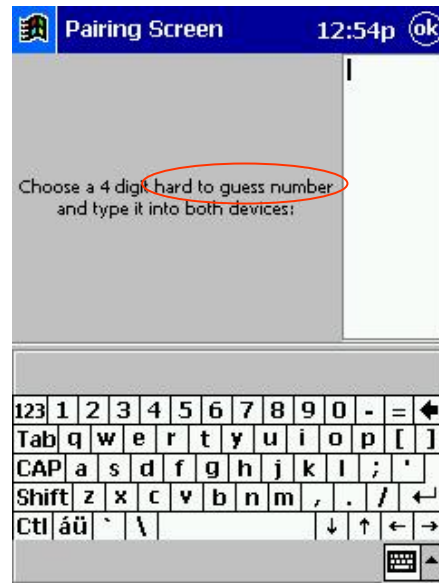 Pairing Screen 12:54p ok
Choose a 4 digit hard to guess number
and type it into both devices:
123 1 2 3 4 5 6 7 8 9 0 - =
Tab q w e r t y u i o p [ ]
CAP a s d f g h j k l ; '
Shift z x c v b n m , . /
Ctl áü ` \